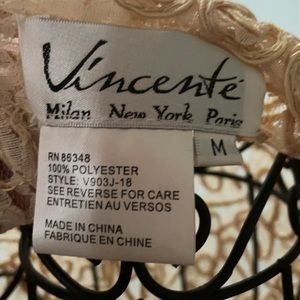 Vincenté
Milan New York Paris
M
RN 86348
100% POLYESTER
STYLE: V903J-18
SEE REVERSE FOR CARE
ENTRETIEN AU VERSOS
MADE IN CHINA
FABRIQUE EN CHINE